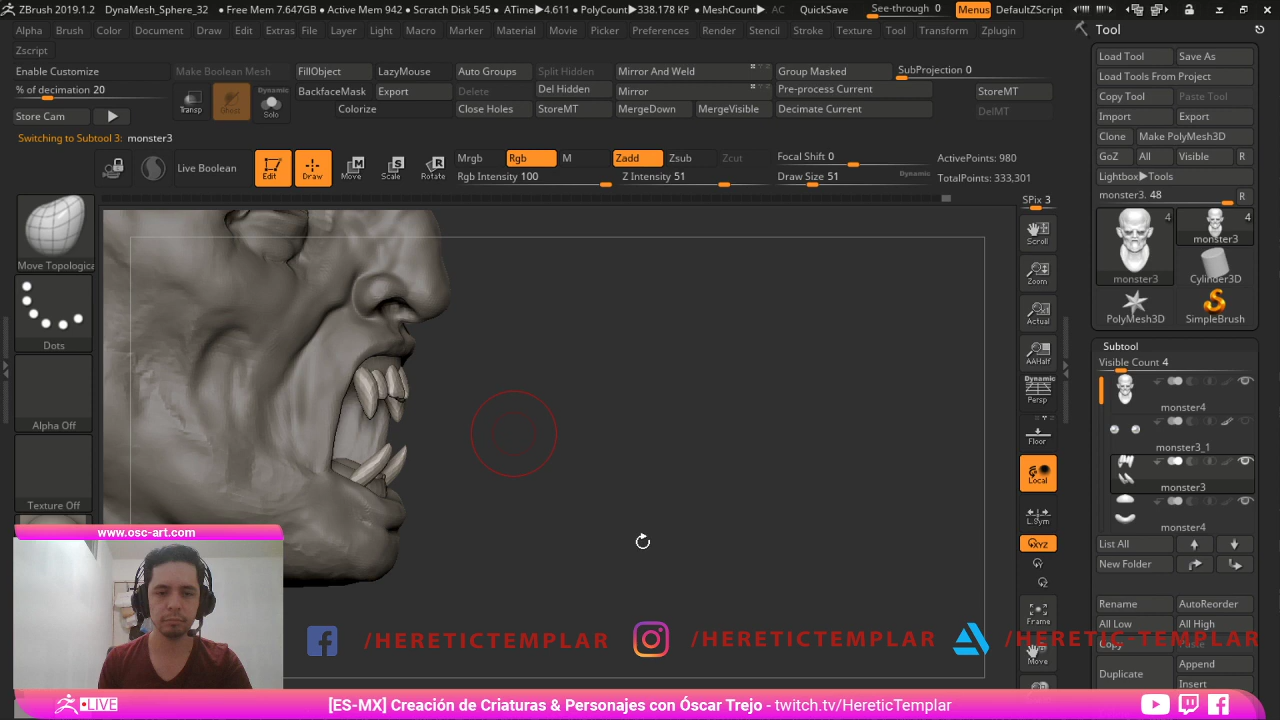 ZBrush 2019.1.2 DynaMesh_Sphere_32 • Free Mem 7.647GB • Active Mem 942 • Scratch Disk 545 • ATime▶4.611 • PolyCount▶338.178 KP • MeshCount▶ AC QuickSave See-through 0 Menus DefaultZScript
Alpha Brush Color Document Draw Edit Extras File Layer Light Macro Marker Material Movie Picker Preferences Render Stencil Stroke Texture Tool Transform Zplugin
Zscript
Enable Customize Make Boolean Mesh FillObject LazyMouse Auto Groups Split Hidden Mirror And Weld Group Masked SubProjection 0
% of decimation 20 Transp Ghost Dynamic Solo BackfaceMask Export Delete Del Hidden Mirror Pre-process Current StoreMT
Store Cam Colorize Close Holes StoreMT MergeDown MergeVisible Decimate Current DelMT
Switching to Subtool 3: monster3
Live Boolean Edit Draw Move Scale Rotate Mrgb Rgb M Zadd Zsub Zcut Focal Shift 0 ActivePoints: 980
Rgb Intensity 100 Z Intensity 51 Draw Size 51 Dynamic TotalPoints: 333,301
Move Topologica
Dots
Alpha Off
Texture Off
SPix 3
Scroll
Zoom
Actual
AAHalf
Dynamic
Persp
Floor
Local
L.Sym
XYZ
Frame
Move
Tool
Load Tool Save As
Load Tools From Project
Copy Tool Paste Tool
Import Export
Clone Make PolyMesh3D
GoZ All Visible R
Lightbox▶Tools
monster3. 48 R
4 4
monster3
monster3 Cylinder3D
PolyMesh3D SimpleBrush
Subtool
Visible Count 4
monster4
monster3_1
monster3
monster4
List All
New Folder
Rename AutoReorder
All Low All High
Copy Paste
Duplicate Append
Insert
www.osc-art.com
/HERETICTEMPLAR /HERETICTEMPLAR /HERETIC-TEMPLAR
LIVE [ES-MX] Creación de Criaturas & Personajes con Óscar Trejo - twitch.tv/HereticTemplar